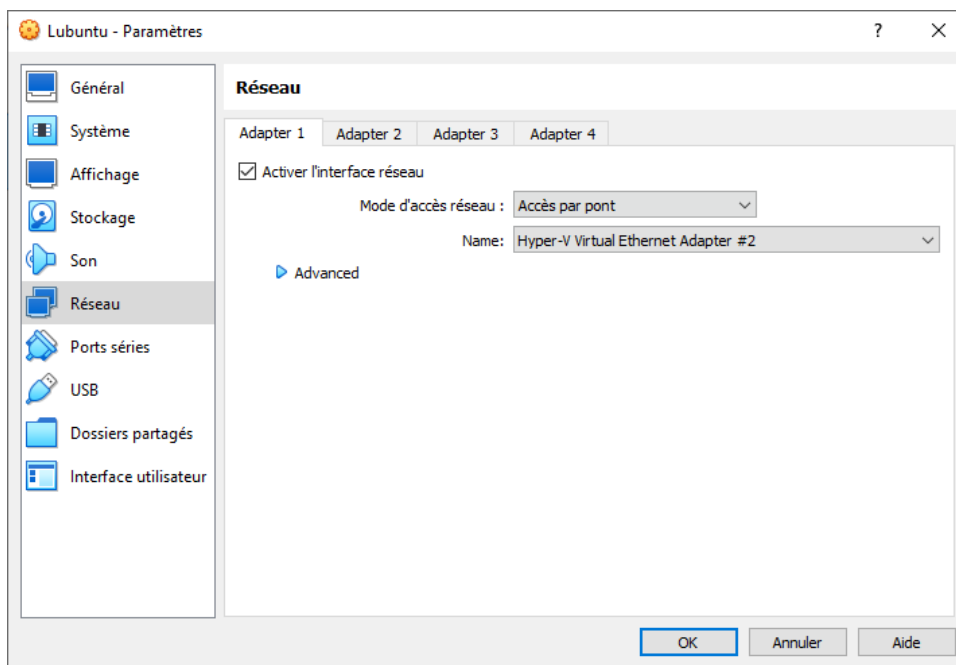 Lubuntu - Paramètres
?
Général
Système
Affichage
Stockage
Son
Réseau
Ports séries
USB
Dossiers partagés
Interface utilisateur
Réseau
Adapter 1 Adapter 2 Adapter 3 Adapter 4
Activer l'interface réseau
Mode d'accès réseau : Accès par pont
Name: Hyper-V Virtual Ethernet Adapter #2
Advanced
OK Annuler Aide